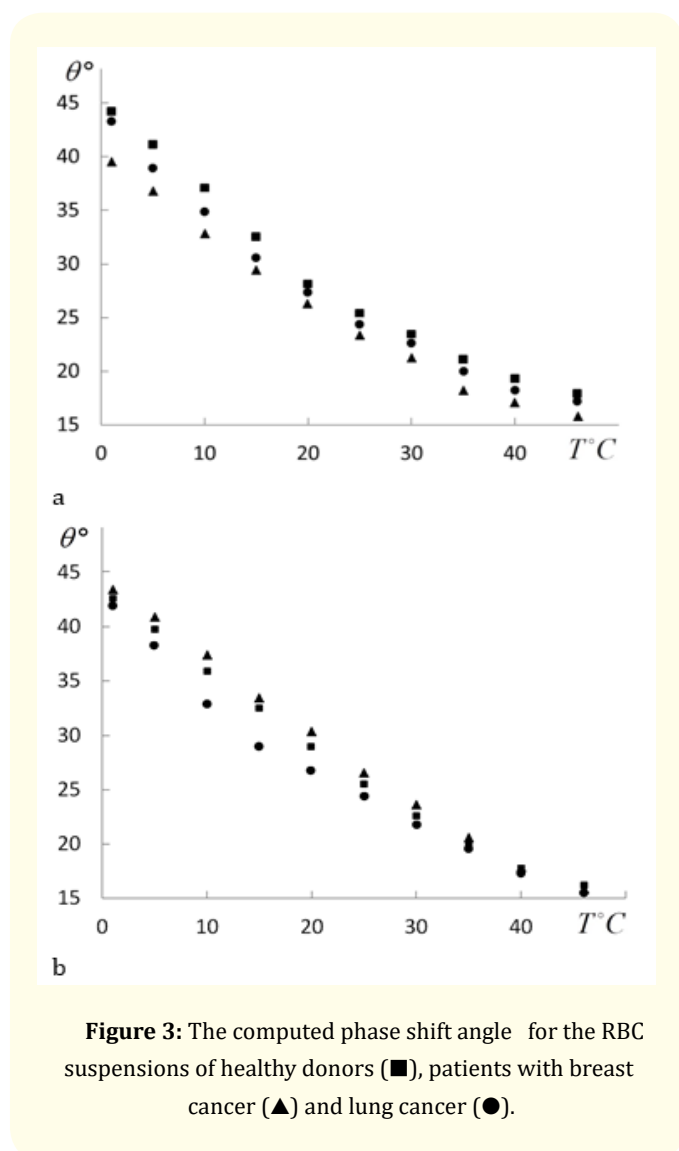 θ°
45
40
35
30
25
20
15
0 10 20 30 40 T°C
a
θ°
45
40
35
30
25
20
15
0 10 20 30 40 T°C
b
Figure 3: The computed phase shift angle for the RBC
suspensions of healthy donors (■), patients with breast
cancer (▲) and lung cancer (●).